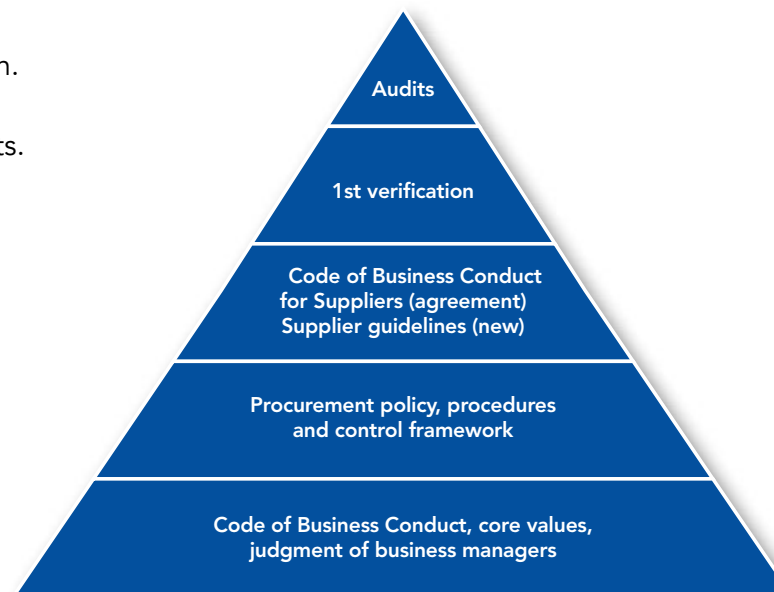 Audits
1st verification
Code of Business Conduct
for Suppliers (agreement)
Supplier guidelines (new)
Procurement policy, procedures
and control framework
Code of Business Conduct, core values,
judgment of business managers